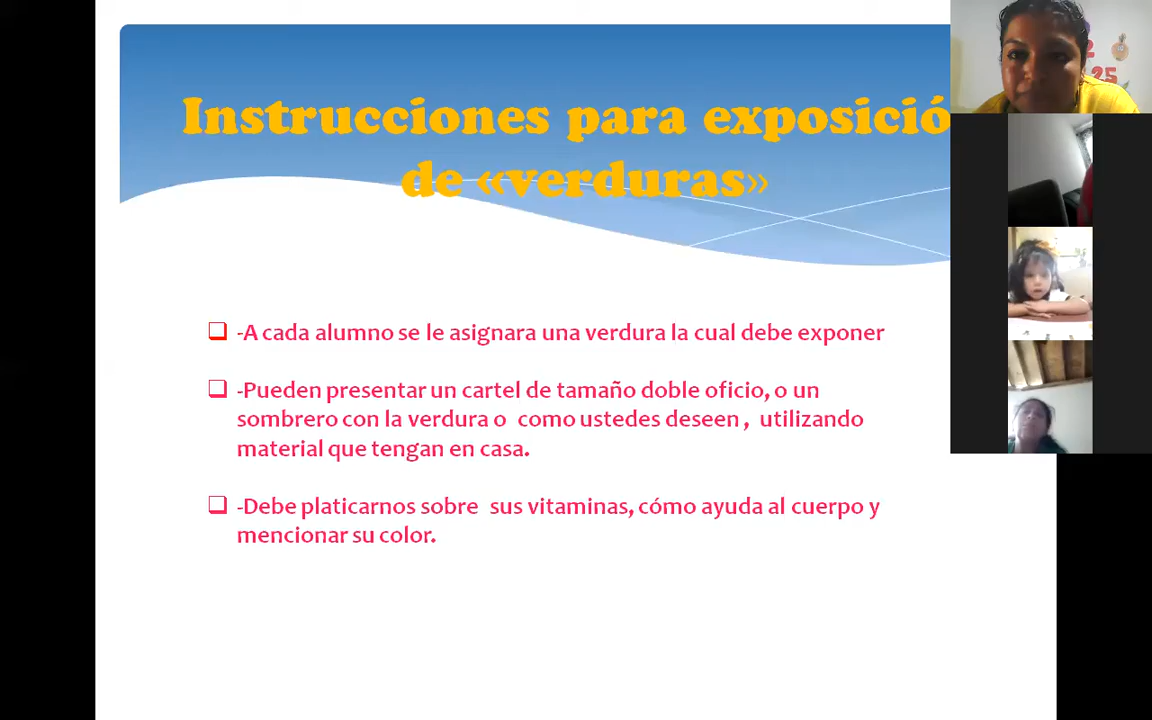 Instrucciones para exposició
de «verduras»
-A cada alumno se le asignara una verdura la cual debe exponer
-Pueden presentar un cartel de tamaño doble oficio, o un
sombrero con la verdura o como ustedes deseen , utilizando
material que tengan en casa.
-Debe platicarnos sobre sus vitaminas, cómo ayuda al cuerpo y
mencionar su color.
2
25